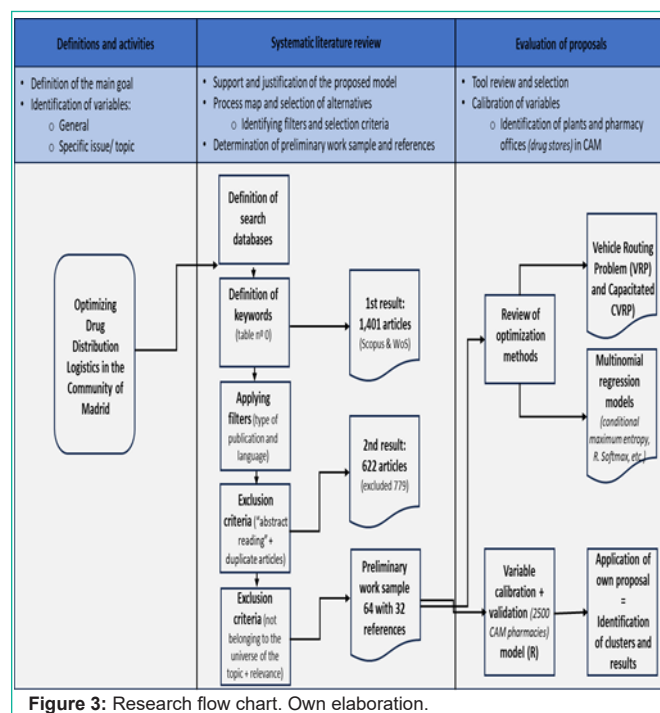 Definitions and activities
Systematic literature review
Evaluation of proposals
• Definition of the main goal
• Identification of variables:
o General
o Specific issue/ topic
• Support and justification of the proposed model
• Process map and selection of alternatives
o Identifying filters and selection criteria
• Determination of preliminary work sample and references
• Tool review and selection
• Calibration of variables
o Identification of plants and pharmacy
offices (drug stores) in CAM
Optimizing
Drug
Distribution
Logistics in the
Community of
Madrid
Definition of
search
databases
Definition of
keywords
(table nº 0)
Applying
filters (type of
publication and
language)
Exclusion
criteria ("abstract
reading" +
duplicate articles)
Exclusion
criteria (not
belonging to the
universe of the
topic + relevance)
1st result:
1,401 articles
(Scopus & WoS)
2nd result:
622 articles
(excluded 779)
Preliminary
work sample
64 with 32
references
Review of
optimization
methods
Vehicle Routing
Problem (VRP)
and Capacitated
CVRP)
Multinomial
regression
models
(conditional
maximum entropy,
R. Softmax, etc.)
Variable
calibration +
validation (2500
CAM pharmacies)
model (R)
Application of
own proposal
=
Identification
of clusters and
results
Figure 3: Research flow chart. Own elaboration.